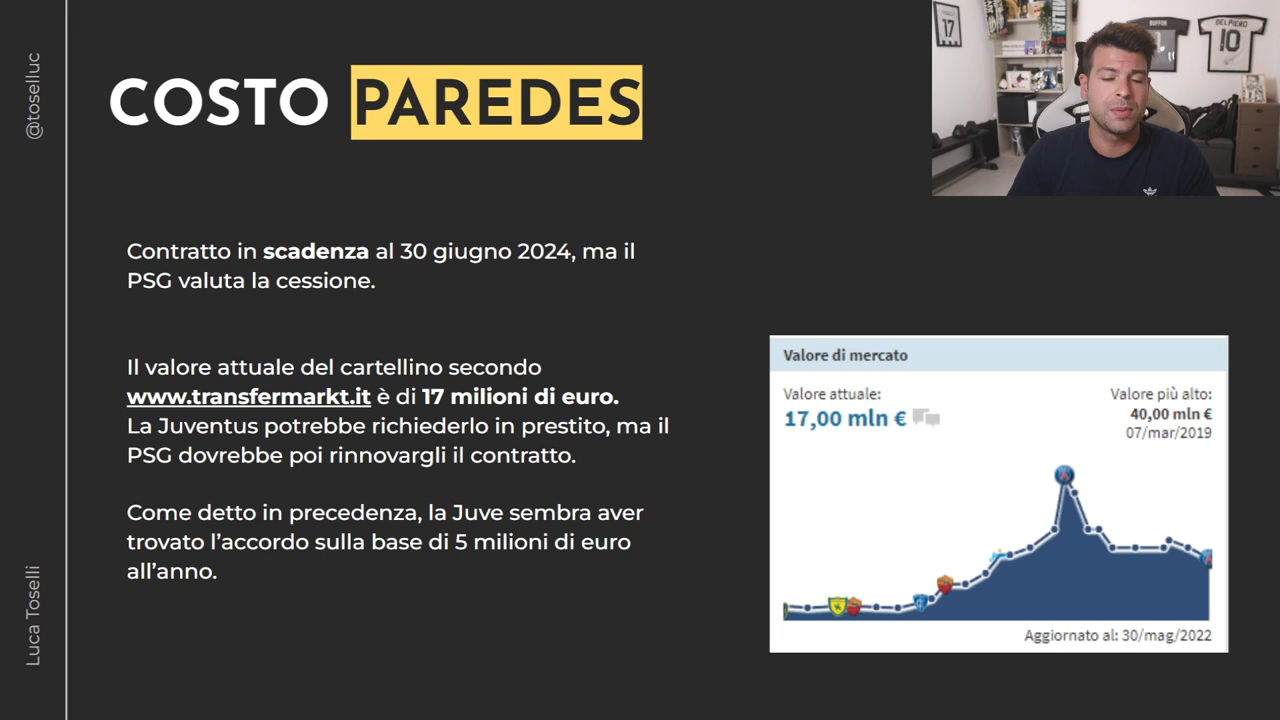 @toselluc
Luca Toselli
COSTO PAREDES
Contratto in scadenza al 30 giugno 2024, ma il
PSG valuta la cessione.
Il valore attuale del cartellino secondo
www.transfermarkt.it è di 17 milioni di euro.
La Juventus potrebbe richiederlo in prestito, ma il
PSG dovrebbe poi rinnovargli il contratto.
Come detto in precedenza, la Juve sembra aver
trovato l’accordo sulla base di 5 milioni di euro
all’anno.
17
BUFFON
DEL PIERO
10
Valore di mercato
Valore attuale:
17,00 mln €
Valore più alto:
40,00 mln €
07/mar/2019
Aggiornato al: 30/mag/2022